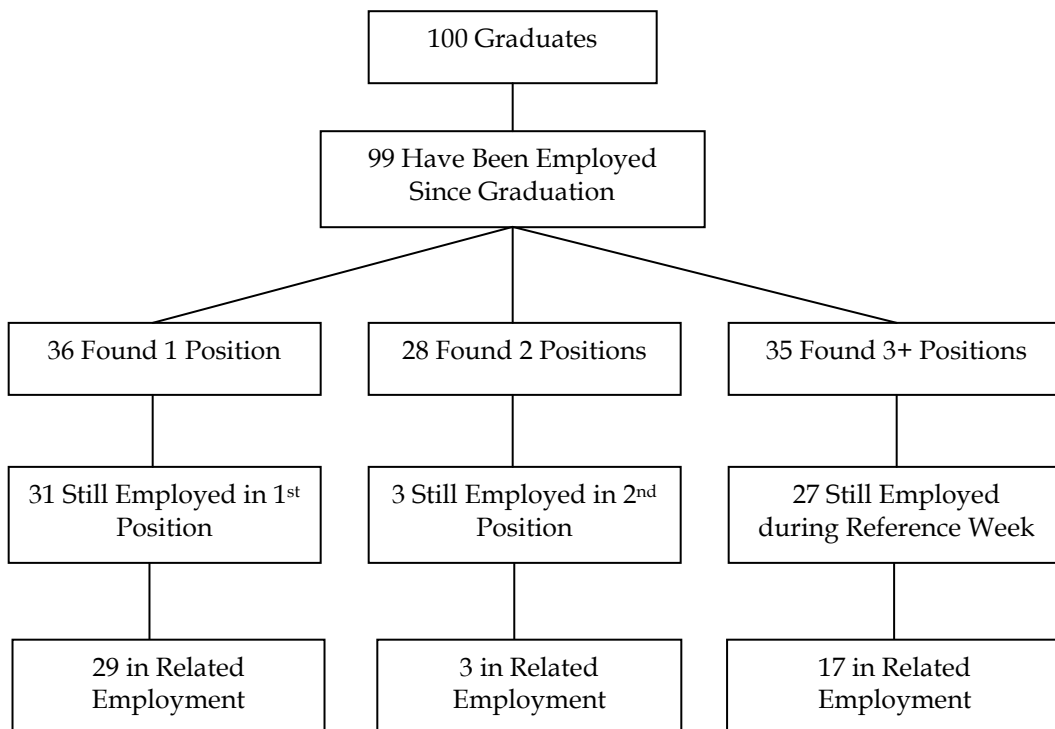 100 Graduates
99 Have Been Employed
Since Graduation
36 Found 1 Position
28 Found 2 Positions
35 Found 3+ Positions
31 Still Employed in 1st
Position
3 Still Employed in 2nd
Position
27 Still Employed
during Reference Week
29 in Related
Employment
3 in Related
Employment
17 in Related
Employment